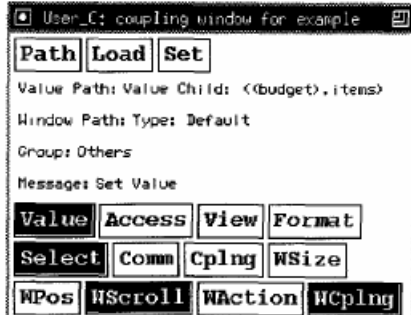 User_C: coupling window for example
Path Load Set
Value Path: Value Child: <(budget).items>
Window Path: Type: Default
Group: Others
Message: Set Value
Value Access View Format
Select Comm Cplng WSize
WPos WScroll WAction WCplng